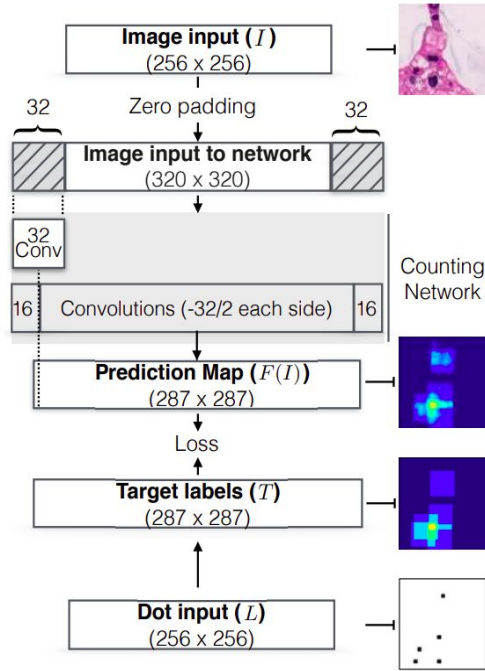 Image input (I)
(256 x 256)
32
Zero padding
32
Image input to network
(320 x 320)
32
Conv
16
Convolutions (-32/2 each side)
16
Counting
Network
Prediction Map (F(I))
(287 x 287)
Loss
Target labels (T)
(287 x 287)
Dot input (L)
(256 x 256)